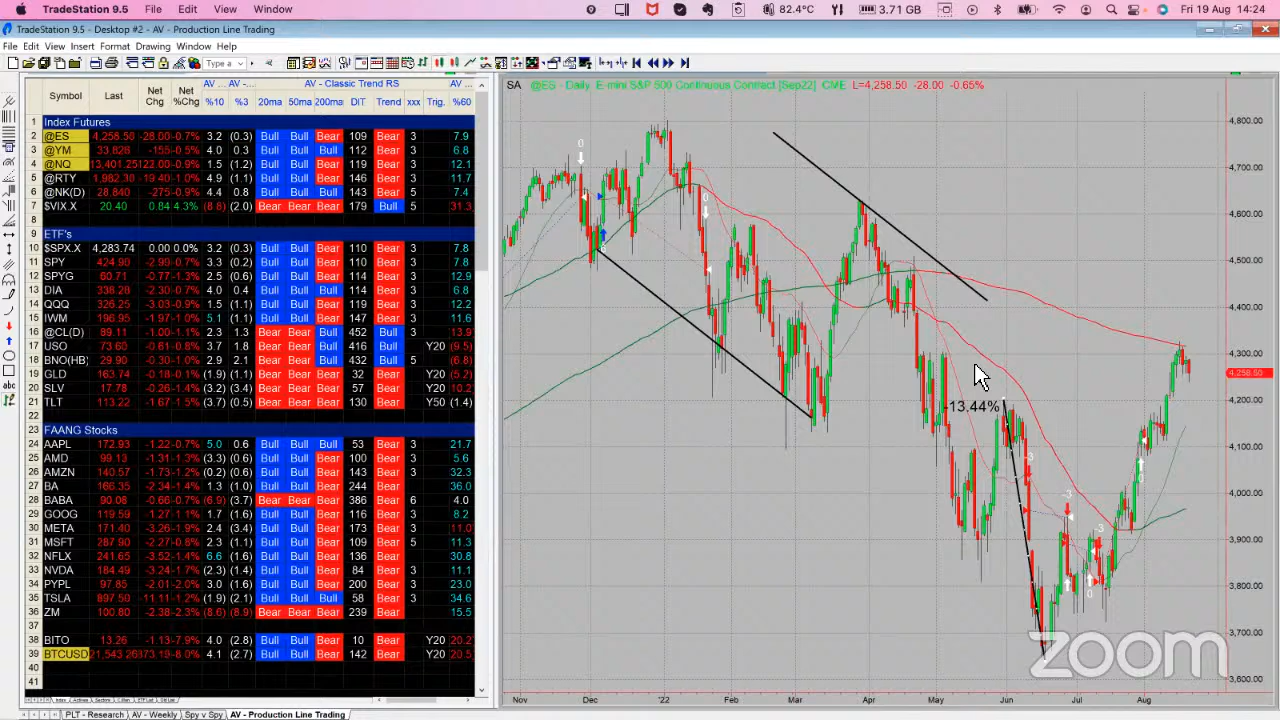 TradeStation 9.5 File Edit View Window 82.4°C 3.71 GB Fri 19 Aug 14:24
TradeStation 9.5 - Desktop #2 - AV - Production Line Trading
File Edit View Insert Format Drawing Window Help
Type a
Symbol Last Net Chg Net %Chg AV ... %10 AV -... %3 AV - Classic Trend RS 20ma 50ma 200ma DIT Trend xxx Trig. AV ... %60
1 Index Futures
2 @ES 4,258.50 -28.00 -0.7% 3.2 (0.3) Bull Bull Bear 109 Bear 3 7.9
3 @YM 33,826 -155 -0.5% 4.0 0.3 Bull Bull Bear 112 Bear 3 6.8
4 @NQ 13,401.25 -0.9% 1.5 (1.2) Bull Bull Bear 119 Bear 3 12.1
5 @RTY 1,982.30 -19.40 -1.0% 4.9 (1.1) Bull Bull Bear 146 Bear 3 11.7
6 @NK(D) 28,840 -275 -0.9% 4.4 0.8 Bull Bull Bull 143 Bear 5 7.4
7 $VIX.X 20.40 0.84 4.3% (8.8) (2.0) Bear Bear Bear 179 Bull 5 31.3
8
9 ETF's
10 $SPX.X 4,283.74 0.00 0.0% 3.2 (0.3) Bull Bull Bear 110 Bear 3 7.8
11 SPY 424.90 -2.99 -0.7% 3.3 (0.2) Bull Bull Bear 110 Bear 3 7.8
12 SPYG 60.71 -0.77 -1.3% 2.5 (0.6) Bull Bull Bear 114 Bear 3 12.9
13 DIA 338.28 -2.30 -0.7% 4.0 0.4 Bull Bull Bear 110 Bear 3 6.7
14 QQQ 326.25 -3.03 -0.9% 1.5 (1.1) Bull Bull Bear 119 Bear 3 12.2
15 IWM 196.95 -1.97 -1.0% 5.1 (1.0) Bull Bull Bear 147 Bear 3 11.6
16 @CL(D) 89.11 -1.00 -1.1% 2.3 1.3 Bear Bear Bear 452 Bull 3 (13.9)
17 USO 73.60 -0.61 -0.8% 3.7 1.8 Bear Bear Bull 416 Bull Y20 (9.5)
18 BNO(HB) 29.90 -0.30 -1.0% 2.9 2.1 Bear Bear Bull 432 Bull 5 (6.8)
19 GLD 163.74 -0.18 -0.1% (1.9) (1.1) Bear Bear Bear 32 Bear Y20 (5.2)
20 SLV 17.78 -0.26 -1.4% (3.2) (3.4) Bear Bear Bear 84 Bear Y20 (10.2)
21 TLT 113.22 -1.67 -1.5% (3.7) (0.5) Bear Bear Bear 130 Bear Y50 (1.4)
22
23 FAANG Stocks
24 AAPL 172.93 -1.22 -0.7% 5.0 0.6 Bull Bull Bull 53 Bear 3 21.7
25 AMD 99.13 -1.31 -1.3% (3.3) (0.6) Bull Bull Bear 100 Bear 3 5.6
26 AMZN 140.57 -1.73 -1.2% (0.2) (0.6) Bull Bull Bear 143 Bear 3 32.3
27 BA 166.35 -2.34 -1.4% 1.3 (1.0) Bull Bull Bear 244 Bear 3 36.0
28 BABA 90.08 -0.66 -0.7% (6.9) (3.7) Bear Bear Bear 386 Bear 6 4.0
29 GOOG 119.59 -1.27 -1.1% 1.7 (1.6) Bull Bull Bear 116 Bear 3 8.2
30 META 171.40 -3.26 -1.9% 2.4 (3.4) Bull Bull Bear 173 Bear 3 (11.0)
31 MSFT 287.90 -2.27 -0.8% 2.3 (1.1) Bull Bull Bear 109 Bear 5 11.3
32 NFLX 241.65 -3.52 -1.4% 6.6 (1.6) Bull Bull Bear 136 Bear 30.8
33 NVDA 184.49 -3.24 -1.7% (2.3) (1.4) Bull Bull Bear 84 Bear 3 11.1
34 PYPL 97.85 -2.01 -2.0% (1.9) (3.2) Bull Bull Bear 200 Bear 3 23.0
35 TSLA 897.50 -11.11 -1.2% (1.9) (2.1) Bull Bull Bull 58 Bear 3 34.6
36 ZM 100.80 -2.38 -2.3% (8.6) (8.9) Bear Bear Bear 239 Bear 15.5
37
38 BITO 13.26 -1.13 -7.9% 4.0 (2.8) Bull Bull Bear 10 Bear Y20 (20.2)
39 BTCUSD 21,543.26 -8.0% 4.1 (2.7) Bull Bull Bear 142 Bear Y20 (20.5)
40
41
SA @ES - Daily E-mini S&P 500 Continuous Contract [Sep22] CME L=4,258.50 -28.00 -0.65%
4,800.00
4,700.00
4,600.00
4,500.00
4,400.00
4,300.00
4,258.50
4,200.00
4,100.00
4,000.00
3,900.00
3,800.00
3,700.00
3,600.00
0
0
-13.44%
-3
-3
-3
0
0
zoom
Nov Dec '22 Feb Mar Apr May Jun Jul Aug
PLT - Research AV - Weekly Spy v Spy AV - Production Line Trading